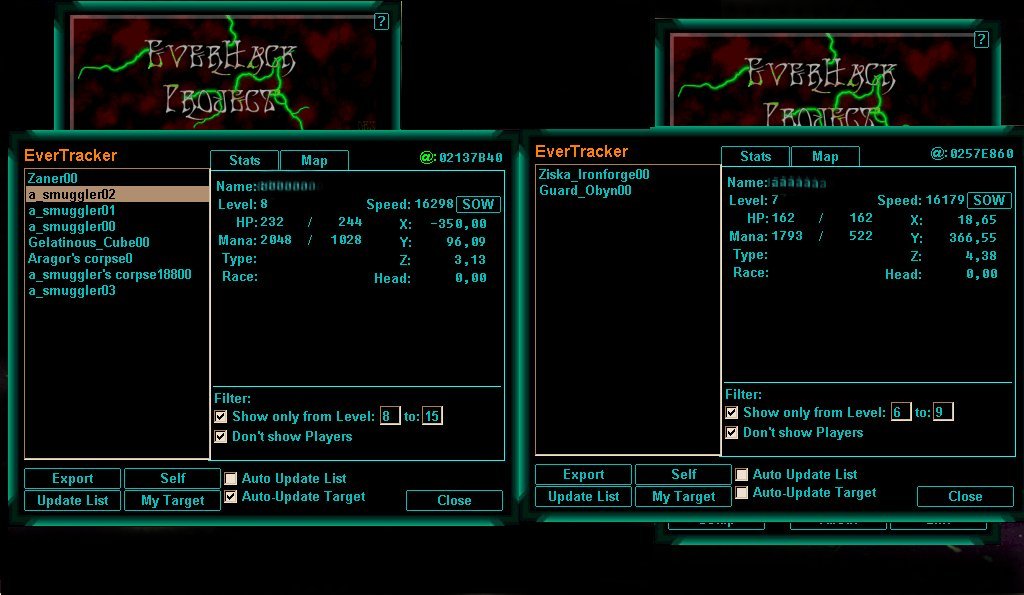 EverHack
Project
?
EverTracker
Stats
Map
@:02137B40
Zaner00
a_smuggler02
a_smuggler01
a_smuggler00
Gelatinous_Cube00
Aragor's corpse0
a_smuggler's corpse18800
a_smuggler03
Name:
Level: 8
Speed: 16298 SOW
HP: 232 / 244
X: -350,00
Mana: 2048 / 1028
Y: 96,09
Type:
Z: 3,13
Race:
Head: 0,00
Filter:
Show only from Level: 8 to: 15
Don't show Players
Export
Self
Auto Update List
Update List
My Target
Auto-Update Target
Close
EverHack
Project
?
EverTracker
Stats
Map
@:0257E860
Ziska_Ironforge00
Guard_Obyn00
Name:
Level: 7
Speed: 16179 SOW
HP: 162 / 162
X: 18,65
Mana: 1793 / 522
Y: 366,55
Type:
Z: 4,38
Race:
Head: 0,00
Filter:
Show only from Level: 6 to: 9
Don't show Players
Export
Self
Auto Update List
Update List
My Target
Auto-Update Target
Close